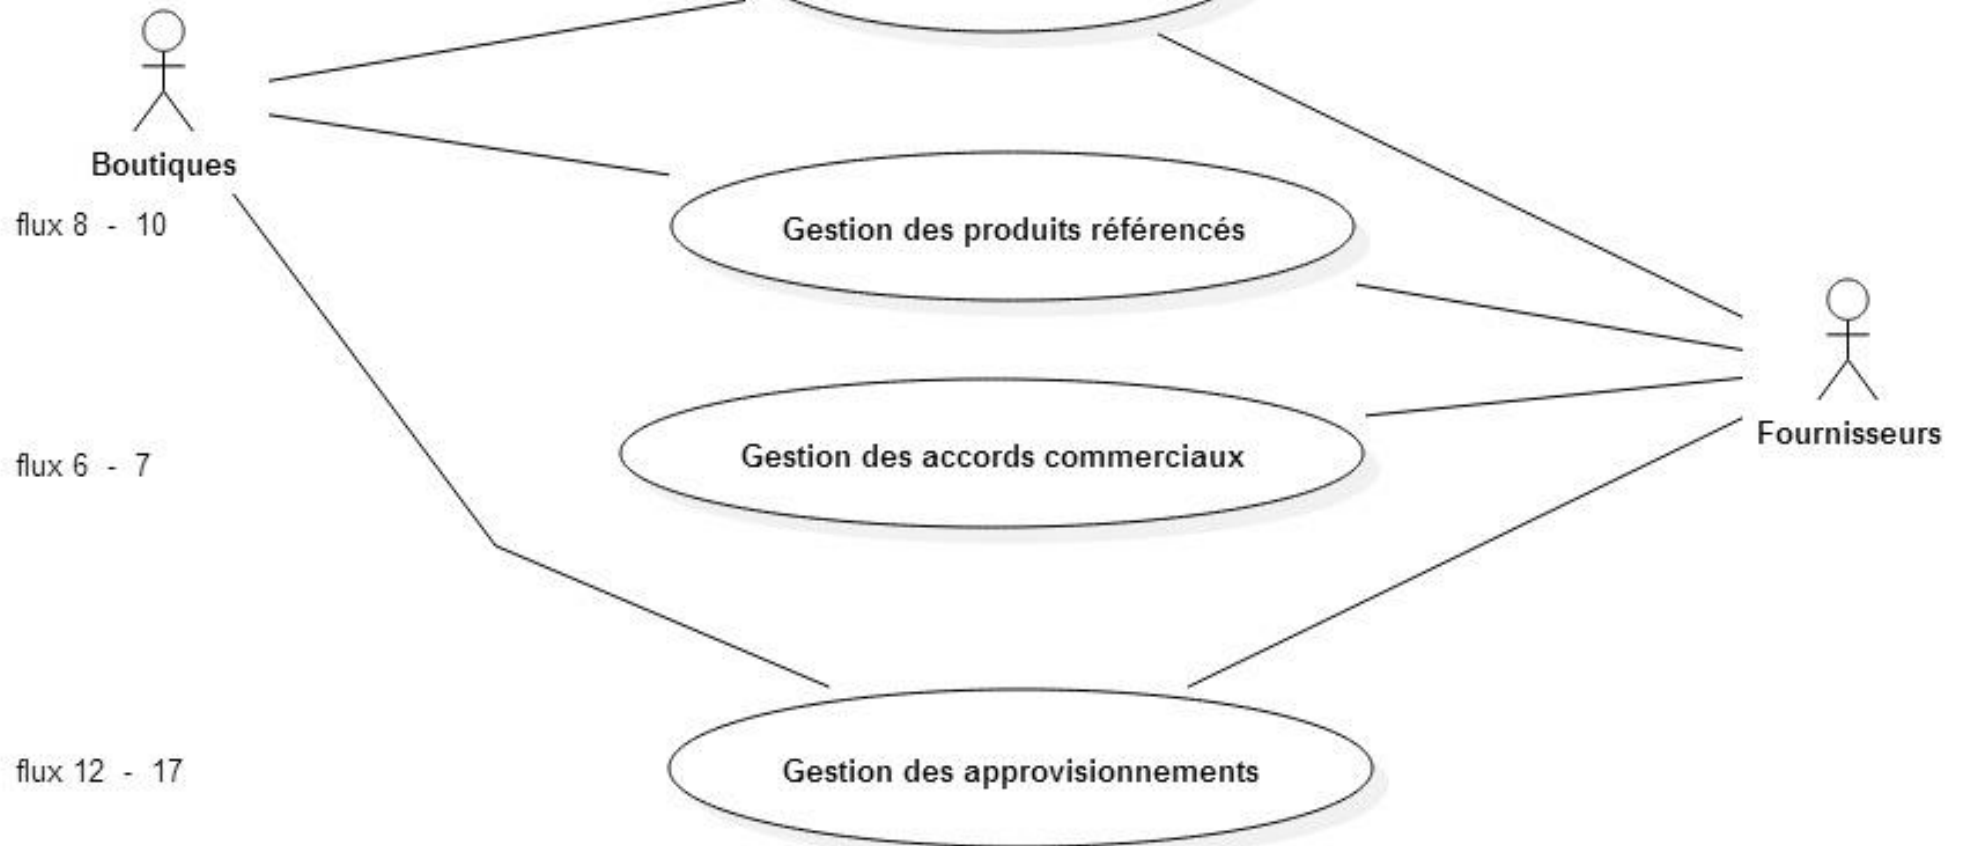 Boutiques
flux 8 - 10
Gestion des produits référencés
Fournisseurs
flux 6 - 7
Gestion des accords commerciaux
flux 12 - 17
Gestion des approvisionnements